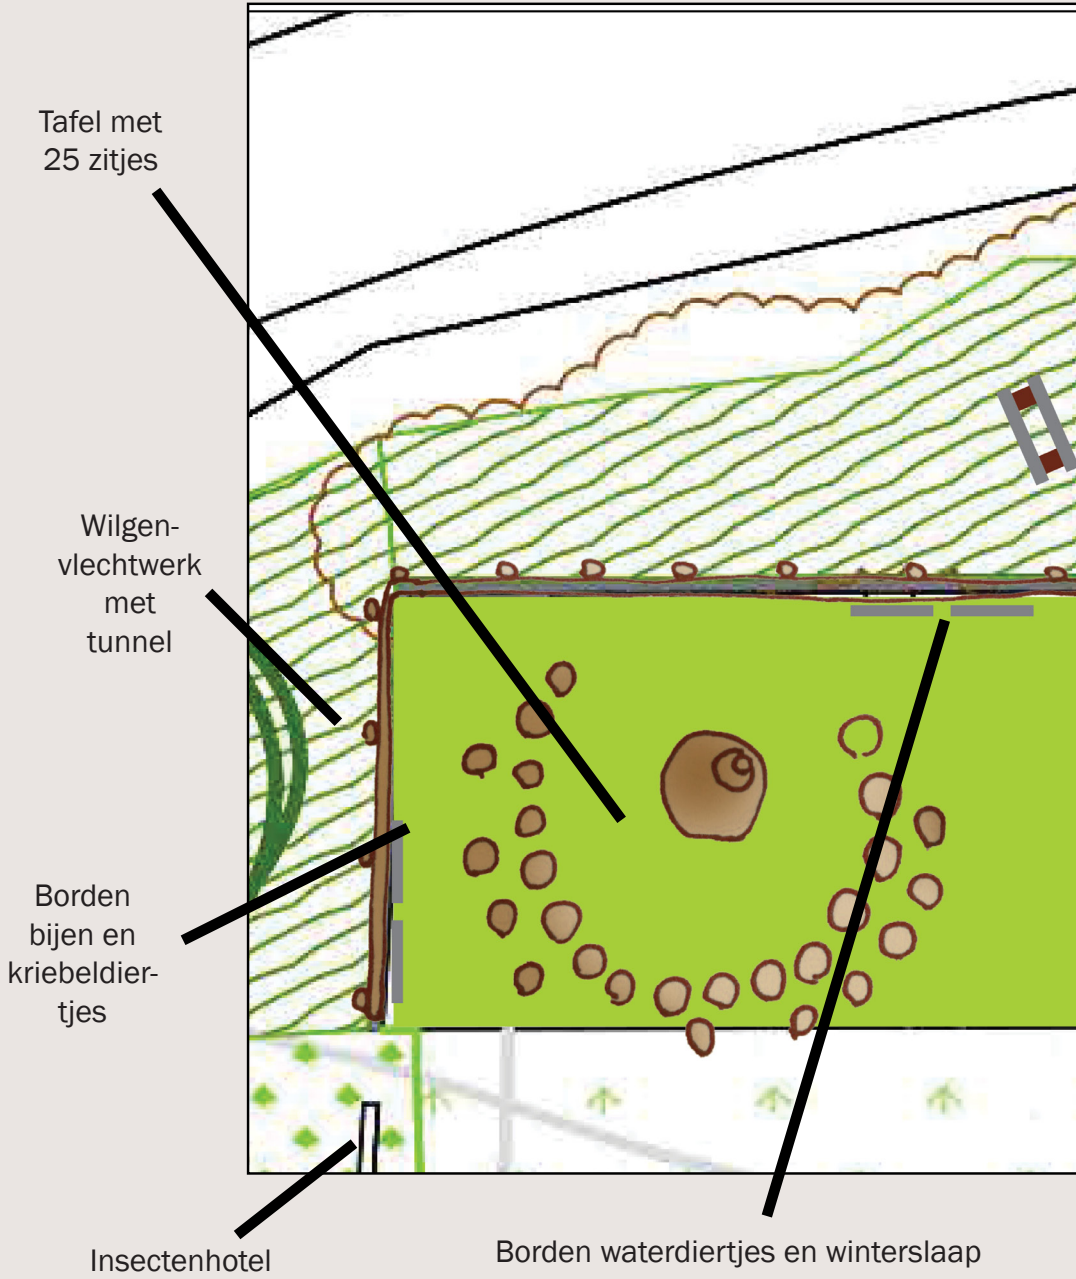 Tafel met
25 zitjes
Wilgen-
vlechtwerk
met
tunnel
Borden
bijen en
kriebeldier-
tjes
Insectenhotel
Borden waterdiertjes en winterslaap